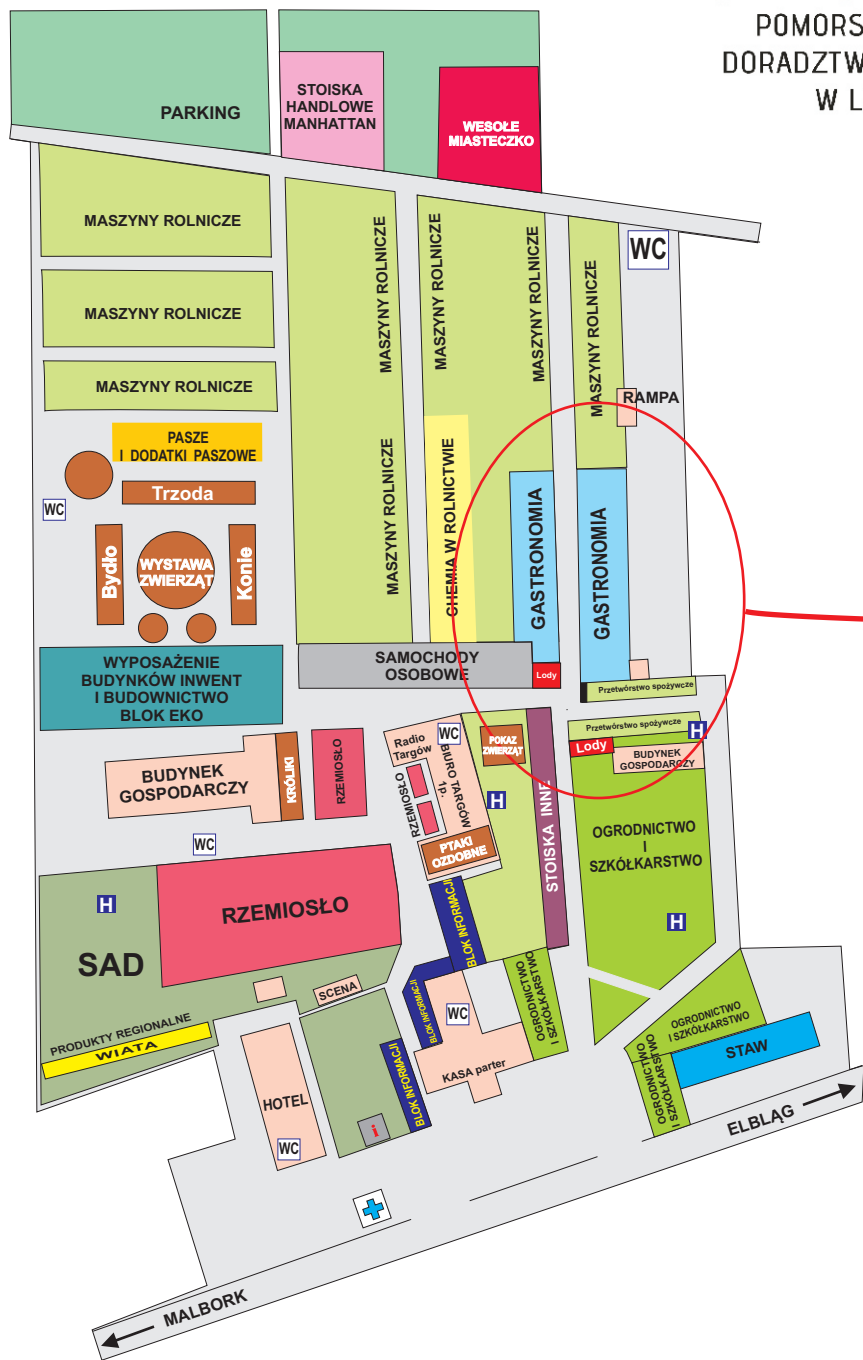 POMORS
DORADZTW
W L
PARKING
STOISKA
HANDLOWE
MANHATTAN
WESOŁE
MIASTECZKO
MASZYNY ROLNICZE
MASZYNY ROLNICZE
MASZYNY ROLNICZE
MASZYNY ROLNICZE
MASZYNY ROLNICZE
MASZYNY ROLNICZE
MASZYNY ROLNICZE
MASZYNY ROLNICZE
WC
RAMPA
PASZE
I DODATKI PASZOWE
Trzoda
WC
Bydło
WYSTAWA
ZWIERZĄT
Konie
CHEMIA W ROLNICTWIE
GASTRONOMIA
GASTRONOMIA
WYPOSAŻENIE
BUDYNKÓW INWENT
I BUDOWNICTWO
BLOK EKO
SAMOCHODY
OSOBOWE
Lody
Przetwórstwo spożywcze
Przetwórstwo spożywcze
H
Lody
BUDYNEK
GOSPODARCZY
BUDYNEK
GOSPODARCZY
KRÓLIKI
RZEMIOSŁO
Radio
Targów
WC
BIURO TARGÓW
1p.
RZEMIOSŁO
POKAZ
ZWIERZĄT
H
STOISKA INNE
PTAKI
OZDOBNE
OGRODNICTWO
I
SZKÓŁKARSTWO
H
WC
H
RZEMIOSŁO
SAD
BLOK INFORMACJI
BLOK INFORMACJI
BLOK INFORMACJI
SCENA
PRODUKTY REGIONALNE
WIATA
WC
KASA parter
OGRODNICTWO
I SZKÓŁKARSTWO
OGRODNICTWO
I SZKÓŁKARSTWO
OGRODNICTWO
I SZKÓŁKARSTWO
STAW
HOTEL
WC
i
ELBLĄG
MALBORK